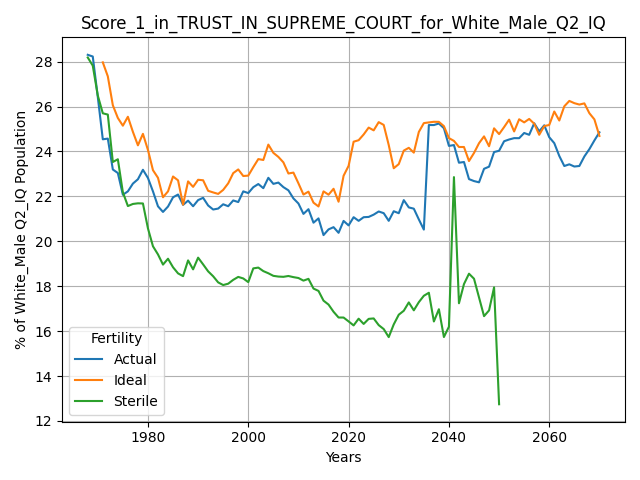 Score_1_in_TRUST_IN_SUPREME_COURT_for_White_Male_Q2_IQ
% of White_Male Q2_IQ Population
28
26
24
22
20
18
16
14
12
Fertility
Actual
Ideal
Sterile
1980 2000 2020 2040 2060
Years